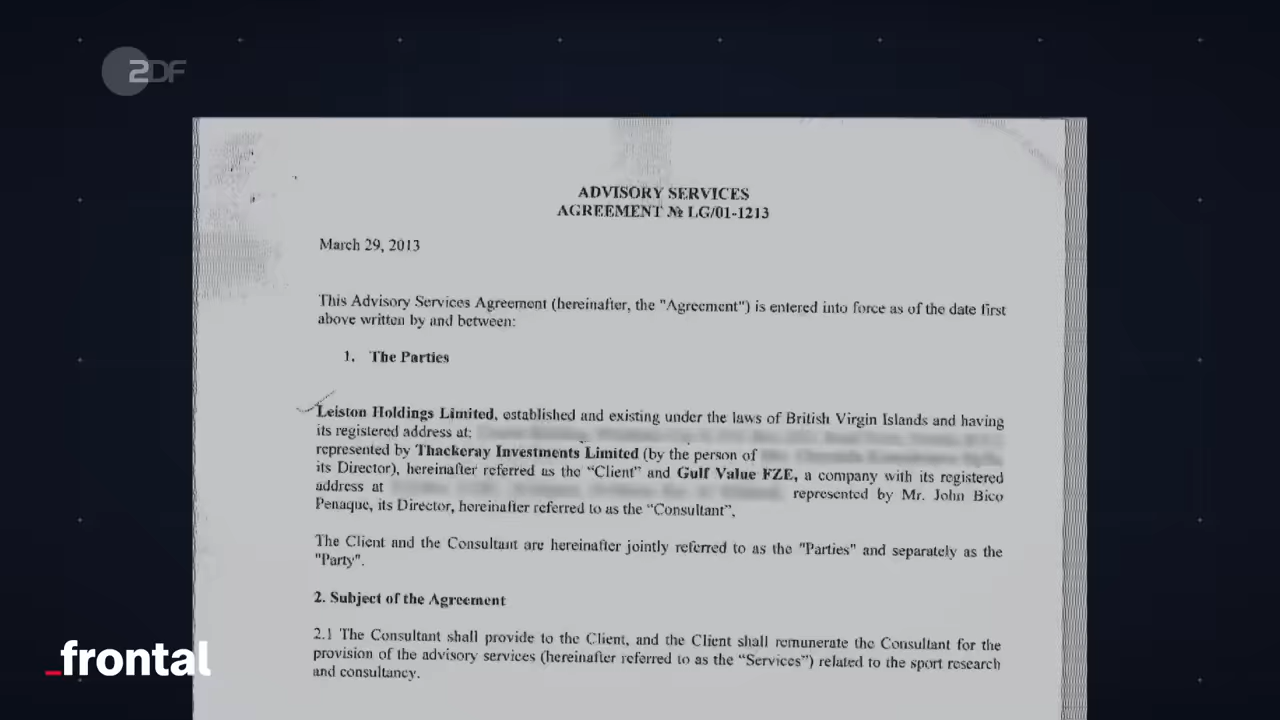 ZDF
ADVISORY SERVICES
AGREEMENT № LG/01-1213
March 29, 2013
This Advisory Services Agreement (hereinafter, the "Agreement") is entered into force as of the date first
above written by and between:
1. The Parties
Leiston Holdings Limited, established and existing under the laws of British Virgin Islands and having
its registered address at:
represented by Thackeray Investments Limited (by the person of
its Director), hereinafter referred to as the “Client” and Gulf Value FZE, a company with its registered
address at represented by Mr. John Bico
Penaque, its Director, hereinafter referred to as the “Consultant”,
The Client and the Consultant are hereinafter jointly referred to as the "Parties" and separately as the
"Party".
2. Subject of the Agreement
2.1 The Consultant shall provide to the Client, and the Client shall remunerate the Consultant for the
provision of the advisory services (hereinafter referred to as the “Services”) related to the sport research
and consultancy.
_frontal